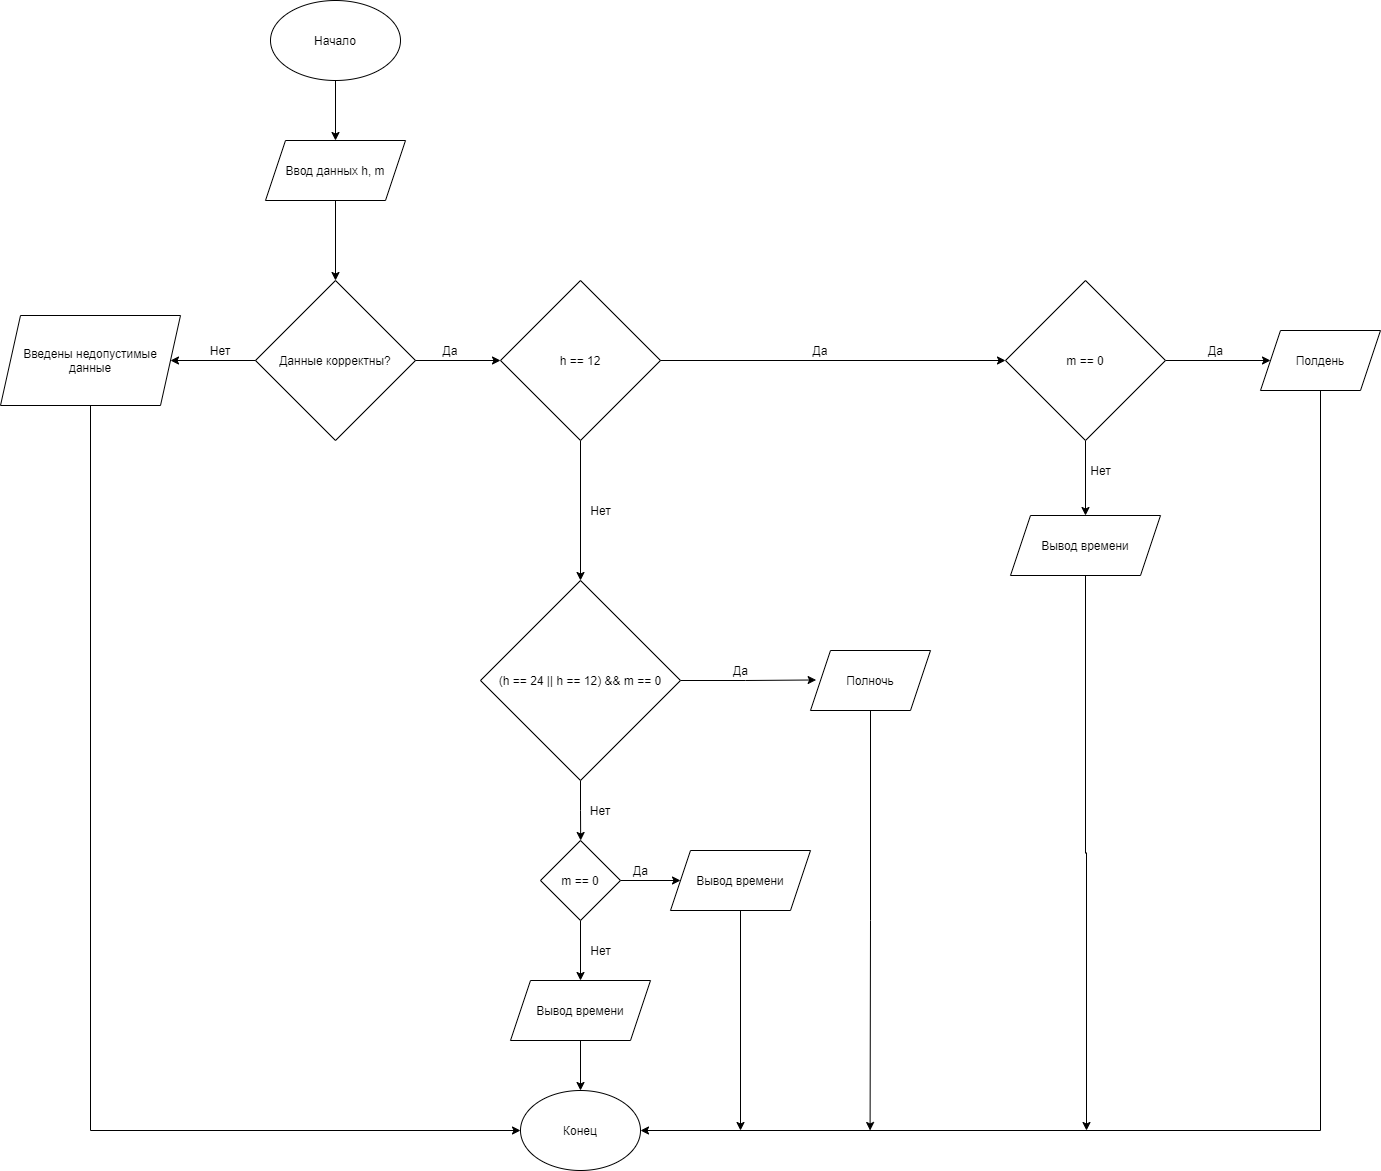 Начало
Ввод данных h, m
Введены недопустимые
данные
Нет
Данные корректны?
Да
h == 12
Да
m == 0
Да
Полдень
Нет
Вывод времени
Нет
(h == 24 || h == 12) && m == 0
Да
Полночь
Нет
m == 0
Да
Вывод времени
Нет
Вывод времени
Конец